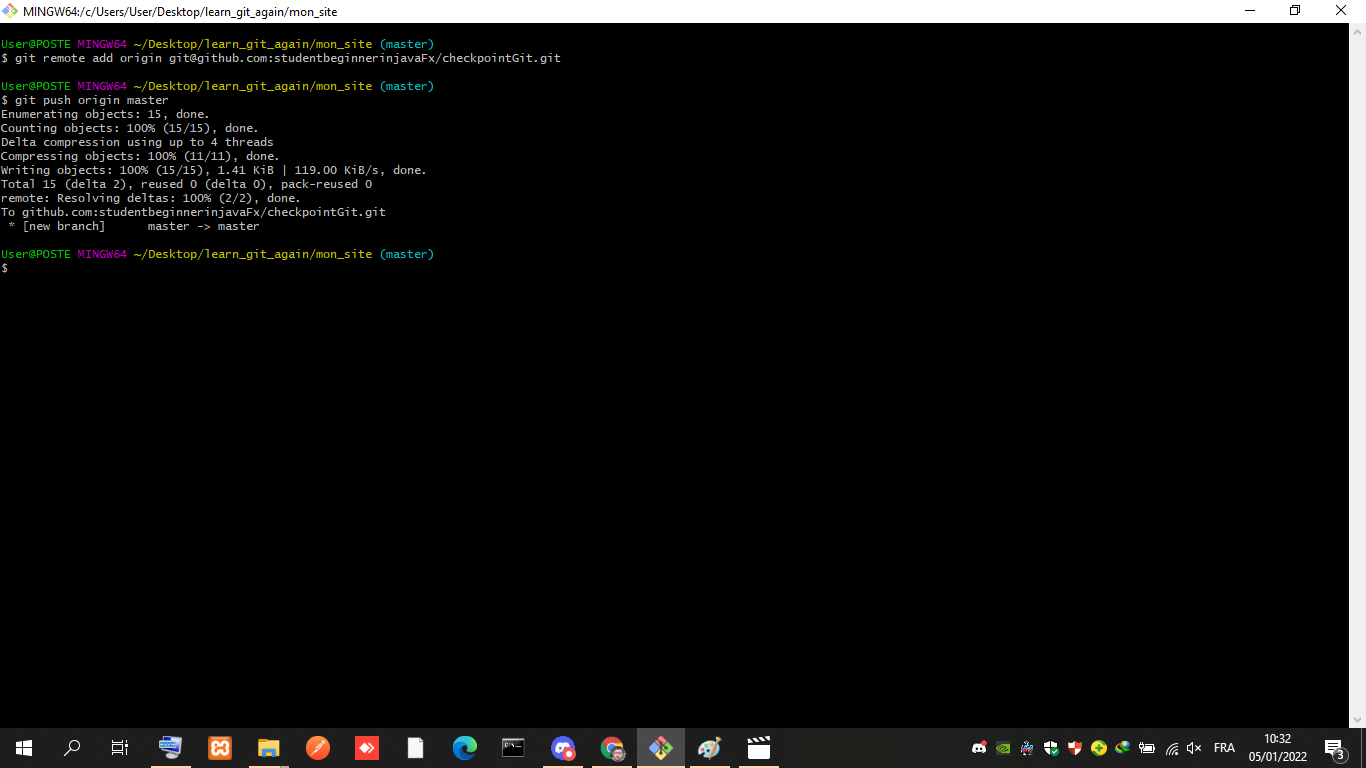 MINGW64:/c/Users/User/Desktop/learn_git_again/mon_site
User@POSTE MINGW64 ~/Desktop/learn_git_again/mon_site (master)
$ git remote add origin git@github.com:studentbeginnerinjavaFx/checkpointGit.git
User@POSTE MINGW64 ~/Desktop/learn_git_again/mon_site (master)
$ git push origin master
Enumerating objects: 15, done.
Counting objects: 100% (15/15), done.
Delta compression using up to 4 threads
Compressing objects: 100% (11/11), done.
Writing objects: 100% (15/15), 1.41 KiB | 119.00 KiB/s, done.
Total 15 (delta 2), reused 0 (delta 0), pack-reused 0
remote: Resolving deltas: 100% (2/2), done.
To github.com:studentbeginnerinjavaFx/checkpointGit.git
 * [new branch]      master -> master
User@POSTE MINGW64 ~/Desktop/learn_git_again/mon_site (master)
$
FRA
10:32
05/01/2022
3